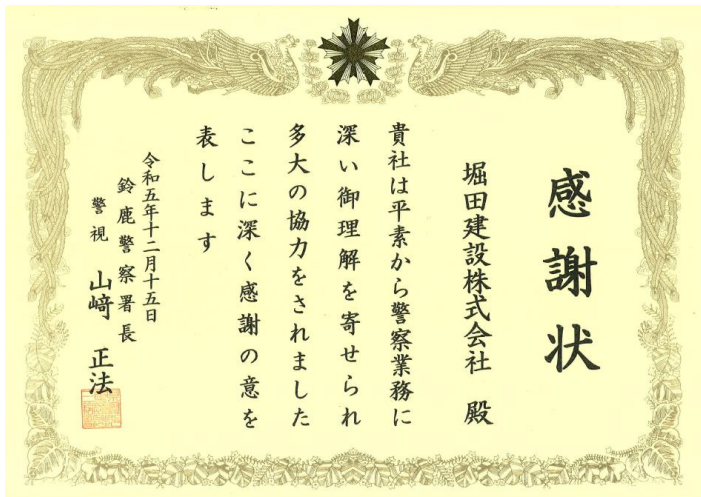 感謝状
堀田建設株式会社 殿
貴社は平素から警察業務に
深い御理解を寄せられ
多大の協力をされました
ここに深く感謝の意を
表します
令和五年十二月十五日
鈴鹿警察署長
警視 山﨑 正法